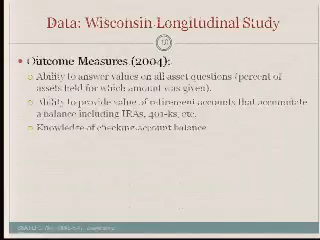 Data: Wisconsin Longitudinal Study
10
Outcome Measures (2004):
Ability to answer values on all asset questions (percent of
assets held for which amount was given).
Ability to provide value of retirement accounts that accumulate
a balance including IRAs, 401-ks, etc.
Knowledge of checking account balance